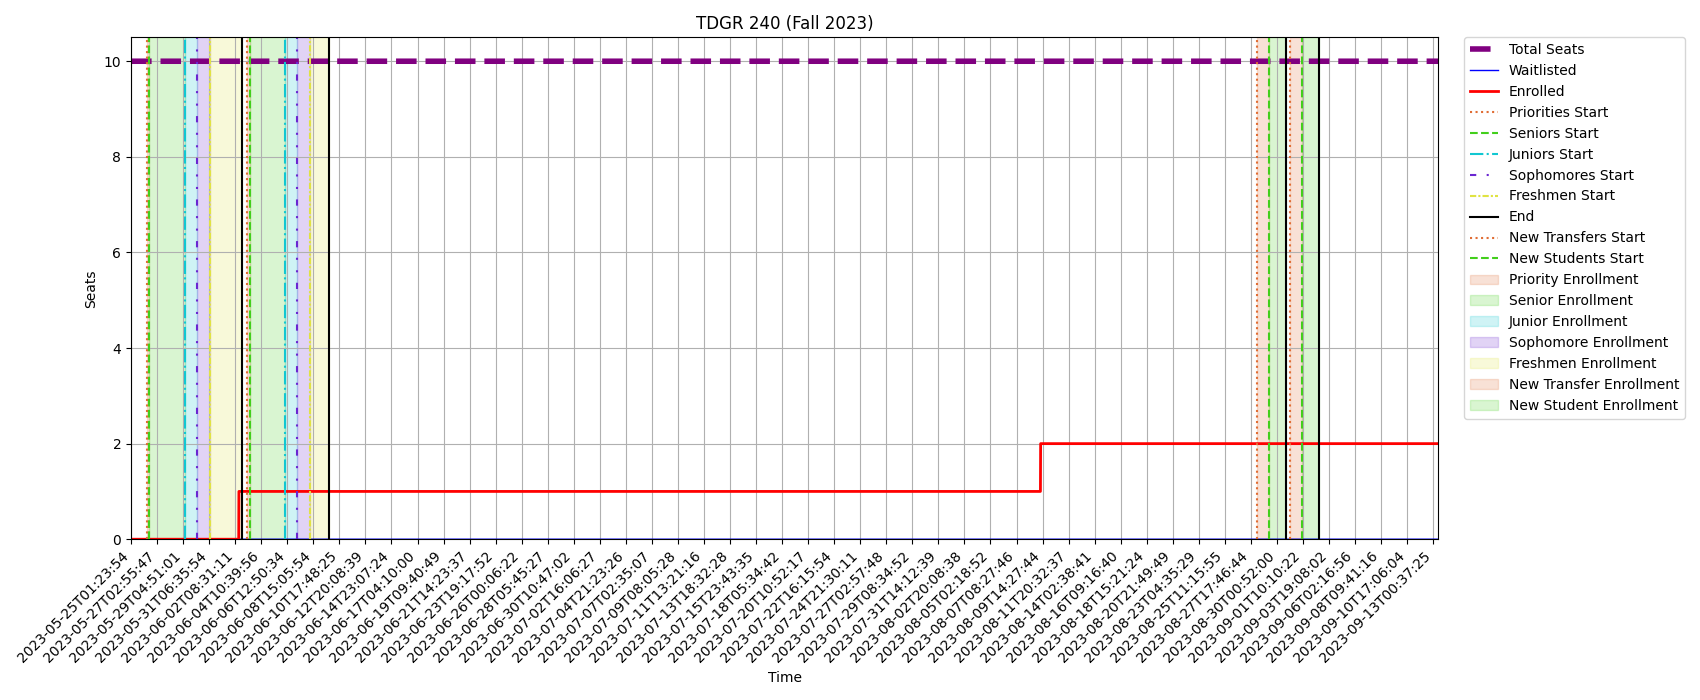 TDGR 240 (Fall 2023)
Seats
10
8
6
4
2
0
2023-05-25T01:23:54
2023-05-27T02:55:47
2023-05-29T04:51:01
2023-05-31T06:35:54
2023-06-02T08:31:11
2023-06-04T10:39:56
2023-06-06T12:50:34
2023-06-08T15:05:54
2023-06-10T17:48:25
2023-06-12T20:08:39
2023-06-14T23:07:24
2023-06-17T04:10:00
2023-06-19T09:40:49
2023-06-21T14:23:37
2023-06-23T19:17:52
2023-06-26T00:06:22
2023-06-28T05:45:27
2023-06-30T10:47:02
2023-07-02T16:06:27
2023-07-04T21:23:26
2023-07-07T02:35:07
2023-07-09T08:05:28
2023-07-11T13:21:16
2023-07-13T18:32:28
2023-07-15T23:43:35
2023-07-18T05:34:42
2023-07-20T10:52:17
2023-07-22T16:15:54
2023-07-24T21:30:11
2023-07-27T02:57:48
2023-07-29T08:34:52
2023-07-31T14:12:39
2023-08-02T20:08:38
2023-08-05T02:18:52
2023-08-07T08:27:46
2023-08-09T14:27:44
2023-08-11T20:32:37
2023-08-14T02:38:41
2023-08-16T09:16:40
2023-08-18T15:21:24
2023-08-20T21:49:49
2023-08-23T04:35:29
2023-08-25T11:15:55
2023-08-27T17:46:44
2023-08-30T00:52:00
2023-09-01T10:10:22
2023-09-03T19:08:02
2023-09-06T02:16:56
2023-09-08T09:41:16
2023-09-10T17:06:04
2023-09-13T00:37:25
Time
Total Seats
Waitlisted
Enrolled
Priorities Start
Seniors Start
Juniors Start
Sophomores Start
Freshmen Start
End
New Transfers Start
New Students Start
Priority Enrollment
Senior Enrollment
Junior Enrollment
Sophomore Enrollment
Freshmen Enrollment
New Transfer Enrollment
New Student Enrollment